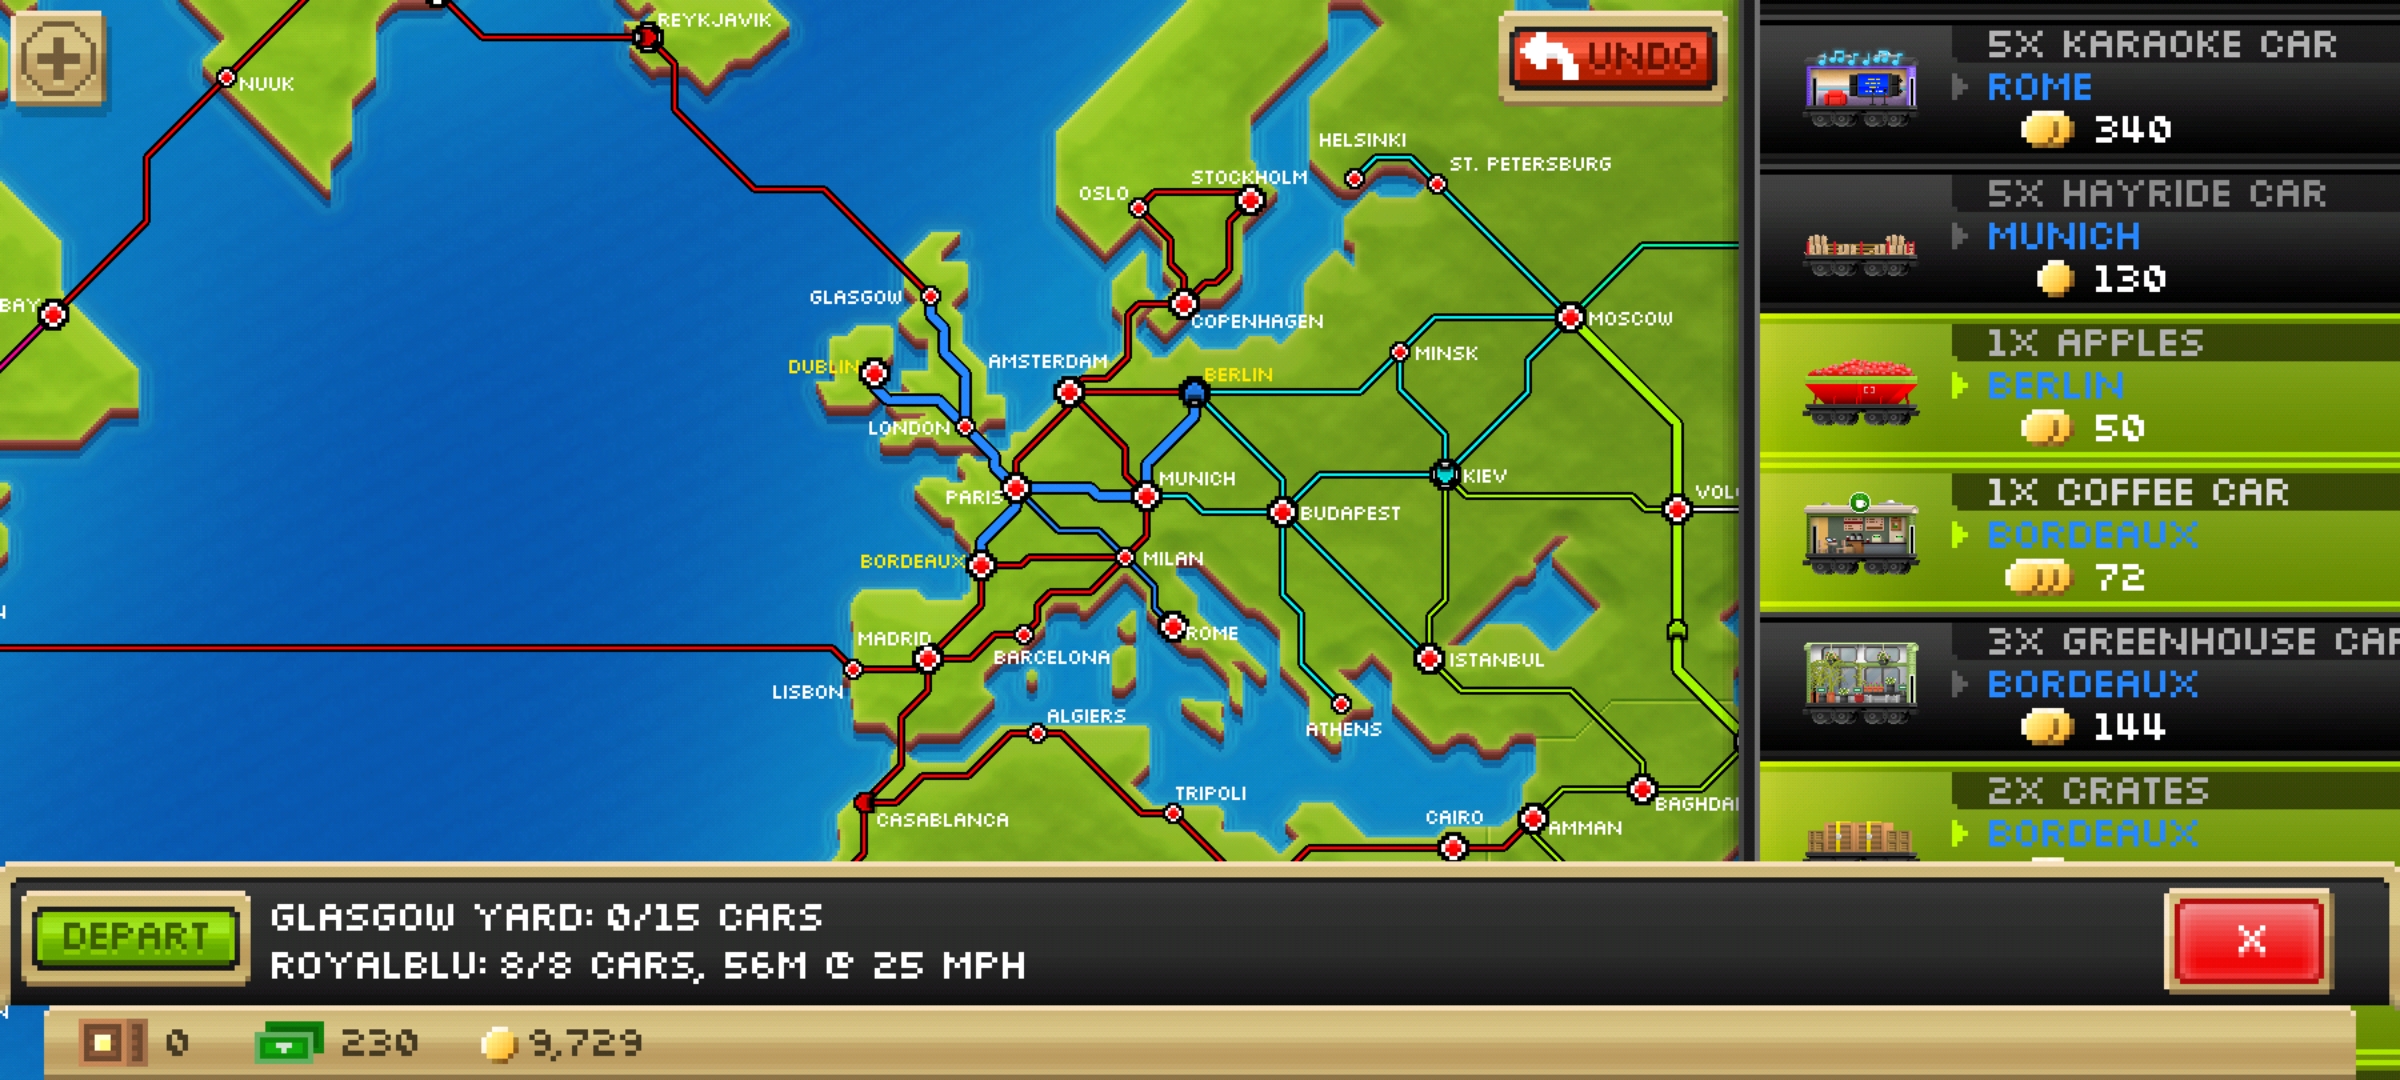 REYKJAVIK
NUUK
UNDO
HELSINKI
ST. PETERSBURG
STOCKHOLM
OSLO
GLASGOW
BAY
COPENHAGEN
MOSCOW
MINSK
AMSTERDAM
DUBLIN
BERLIN
LONDON
PARIS
MUNICH
KIEV
BUDAPEST
BORDEAUX
MILAN
MADRID
ROME
BARCELONA
ISTANBUL
LISBON
ALGIERS
ATHENS
TRIPOLI
CASABLANCA
CAIRO
AMMAN
5X KARAOKE CAR
ROME
340
5X HAYRIDE CAR
MUNICH
130
1X APPLES
BERLIN
50
1X COFFEE CAR
BORDEAUX
72
3X GREENHOUSE CAR
BORDEAUX
144
2X CRATES
BORDEAUX
DEPART
GLASGOW YARD: 0/15 CARS
ROYALBLU: 8/8 CARS, 56M @ 25 MPH
X
0
230
9,729